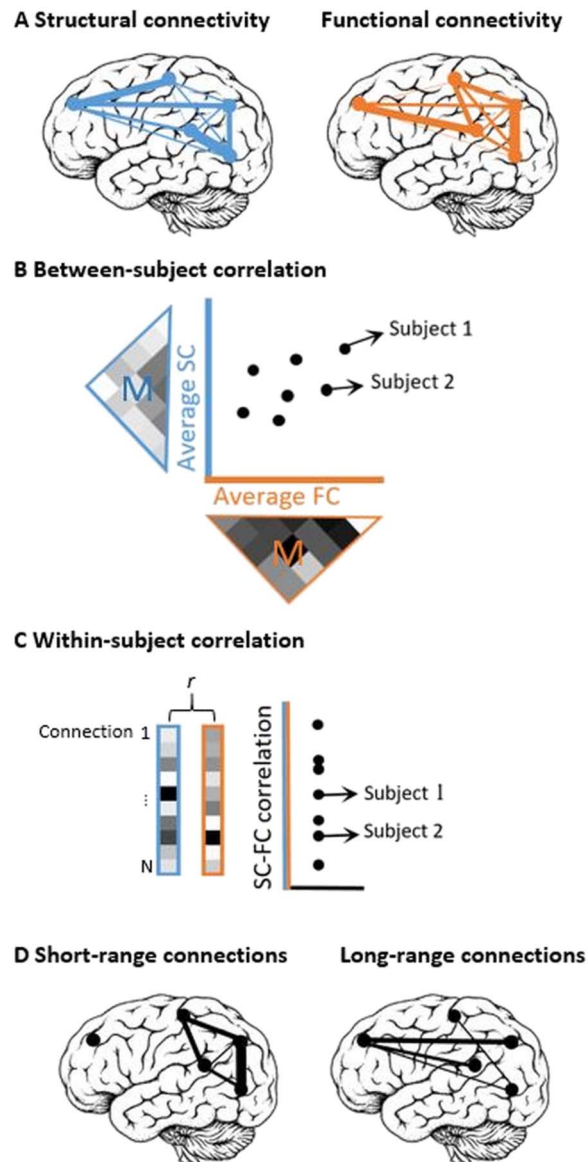 A Structural connectivity
Functional connectivity
B Between-subject correlation
M
Average SC
Subject 1
Subject 2
Average FC
M
C Within-subject correlation
r
Connection 1
...
N
SC-FC correlation
Subject 1
Subject 2
D Short-range connections
Long-range connections